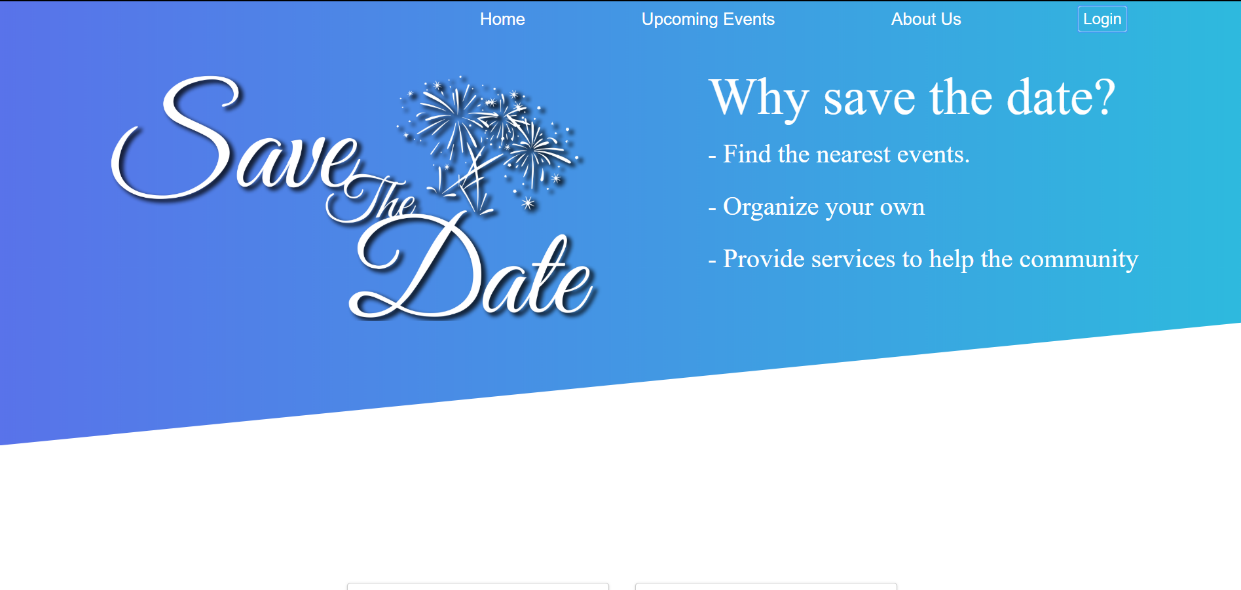 Home
Upcoming Events
About Us
Login
Save
The
Date
Why save the date?
- Find the nearest events.
- Organize your own
- Provide services to help the community